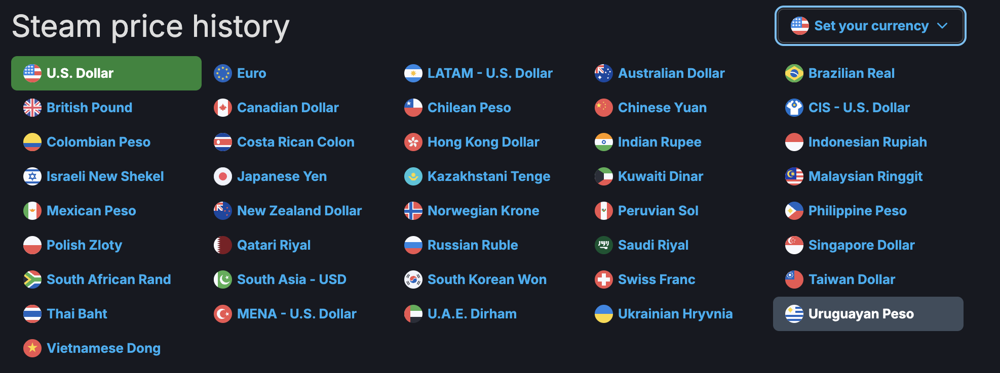 Steam price history
Set your currency
U.S. Dollar
Euro
LATAM - U.S. Dollar
Australian Dollar
Brazilian Real
British Pound
Canadian Dollar
Chilean Peso
Chinese Yuan
CIS - U.S. Dollar
Colombian Peso
Costa Rican Colon
Hong Kong Dollar
Indian Rupee
Indonesian Rupiah
Israeli New Shekel
Japanese Yen
Kazakhstani Tenge
Kuwaiti Dinar
Malaysian Ringgit
Mexican Peso
New Zealand Dollar
Norwegian Krone
Peruvian Sol
Philippine Peso
Polish Zloty
Qatari Riyal
Russian Ruble
Saudi Riyal
Singapore Dollar
South African Rand
South Asia - USD
South Korean Won
Swiss Franc
Taiwan Dollar
Thai Baht
MENA - U.S. Dollar
U.A.E. Dirham
Ukrainian Hryvnia
Uruguayan Peso
Vietnamese Dong